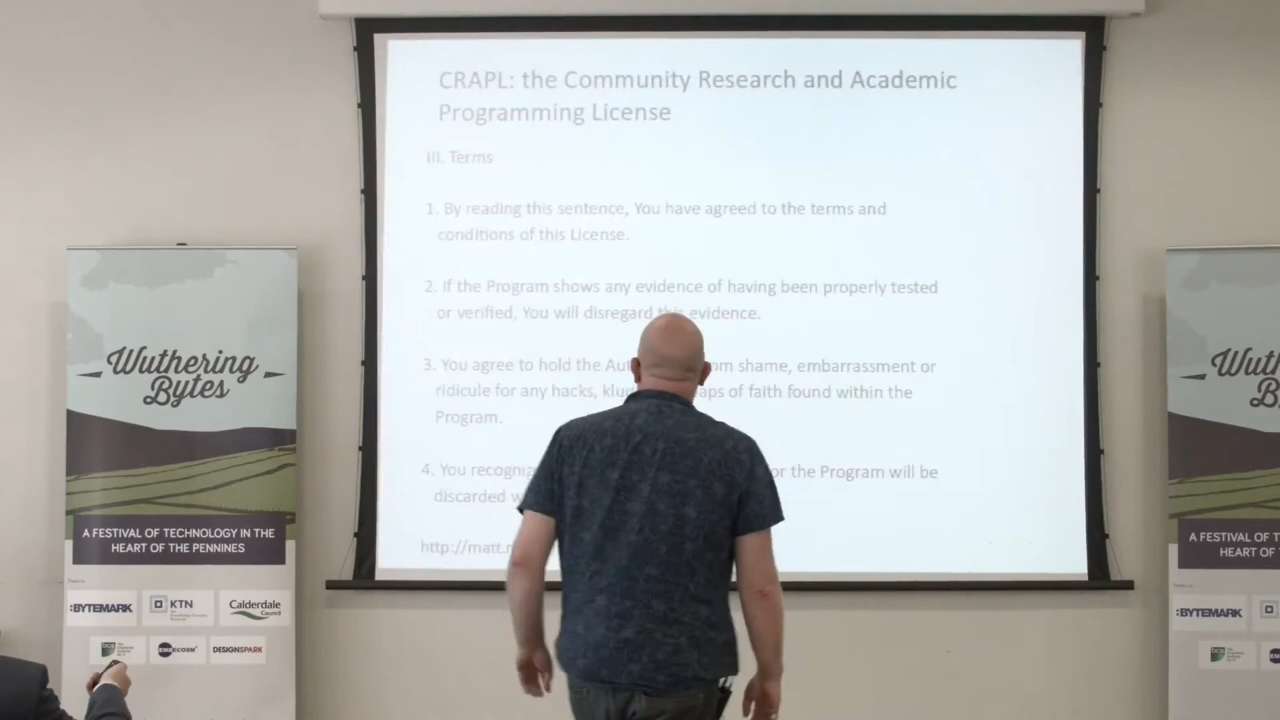 CRAPL: the Community Research and Academic
Programming License
III. Terms
1. By reading this sentence, You have agreed to the terms and
conditions of this License.
2. If the Program shows any evidence of having been properly tested
or verified, You will disregard this evidence.
3. You agree to hold the Aut om shame, embarrassment or
ridicule for any hacks, klud aps of faith found within the
Program.
4. You recogniz or the Program will be
discarded w
http://matt.
Wuthering
Bytes
A FESTIVAL OF TECHNOLOGY IN THE
HEART OF THE PENNINES
:BYTEMARK
KTN
Calderdale
Council
bcs
EMBECOSM
DESIGNSPARK
Wuth
B
A FESTIVAL OF T
HEART OF
:BYTEMARK
bcs